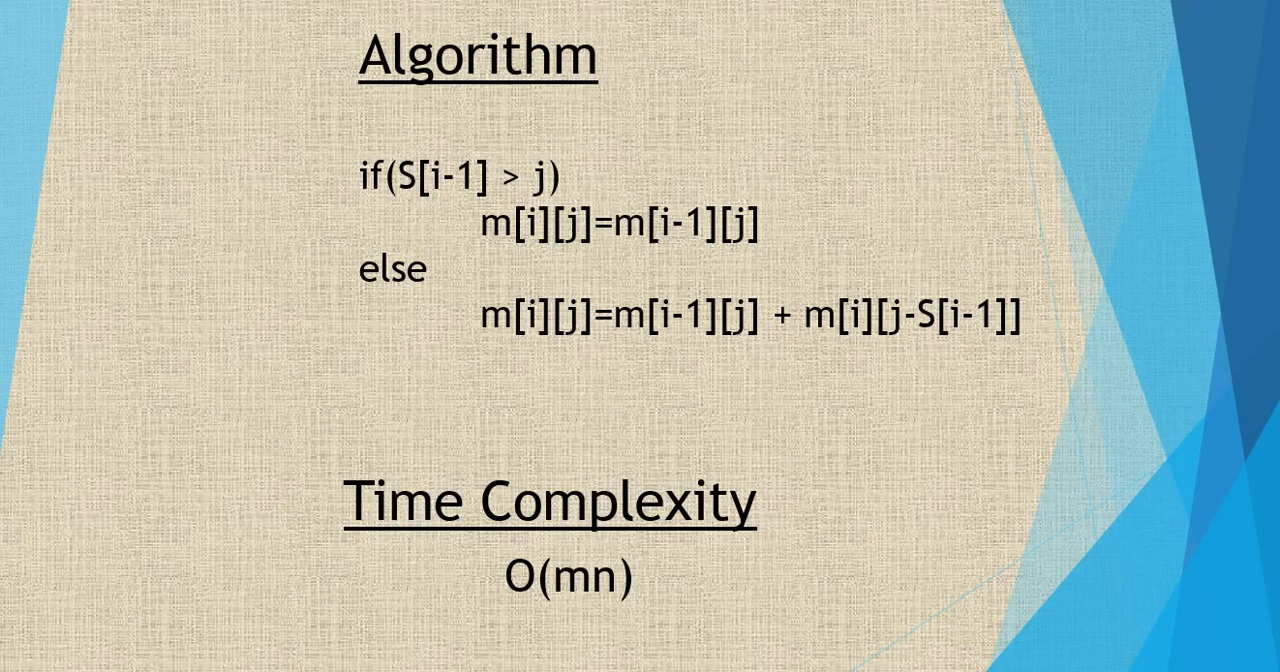 Algorithm
if(S[i-1] > j)
m[i][j]=m[i-1][j]
else
m[i][j]=m[i-1][j] + m[i][j-S[i-1]]
Time Complexity
O(mn)